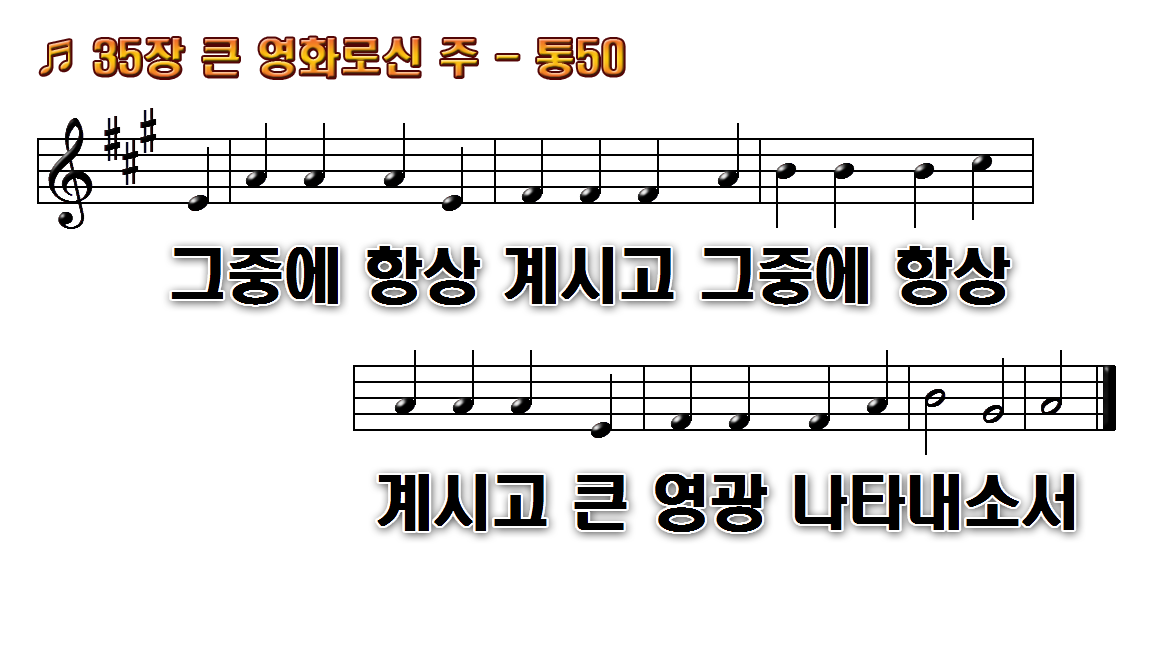 35장 큰 영화로신 주 - 통50
그중에 항상 계시고 그중에 항상
계시고 큰 영광 나타내소서